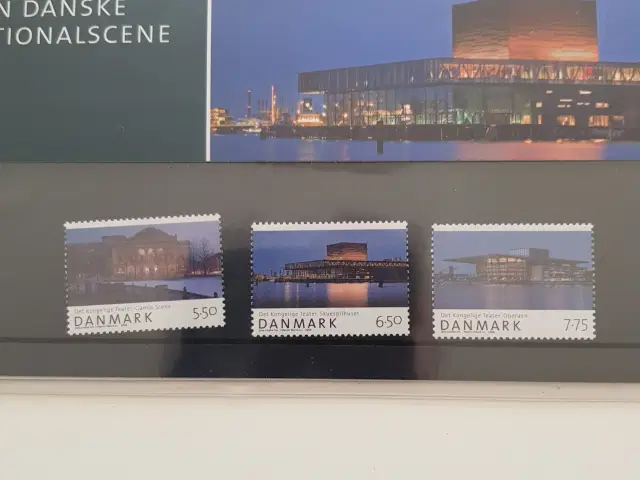 N DANSKE
TIONALSCENE
Det Kongelige Teater, Gamle Scene
DANMARK 5.50
Det Kongelige Teater, Skuespilhuset
DANMARK 6.50
Det Kongelige Teater, Operaen
DANMARK 7.75